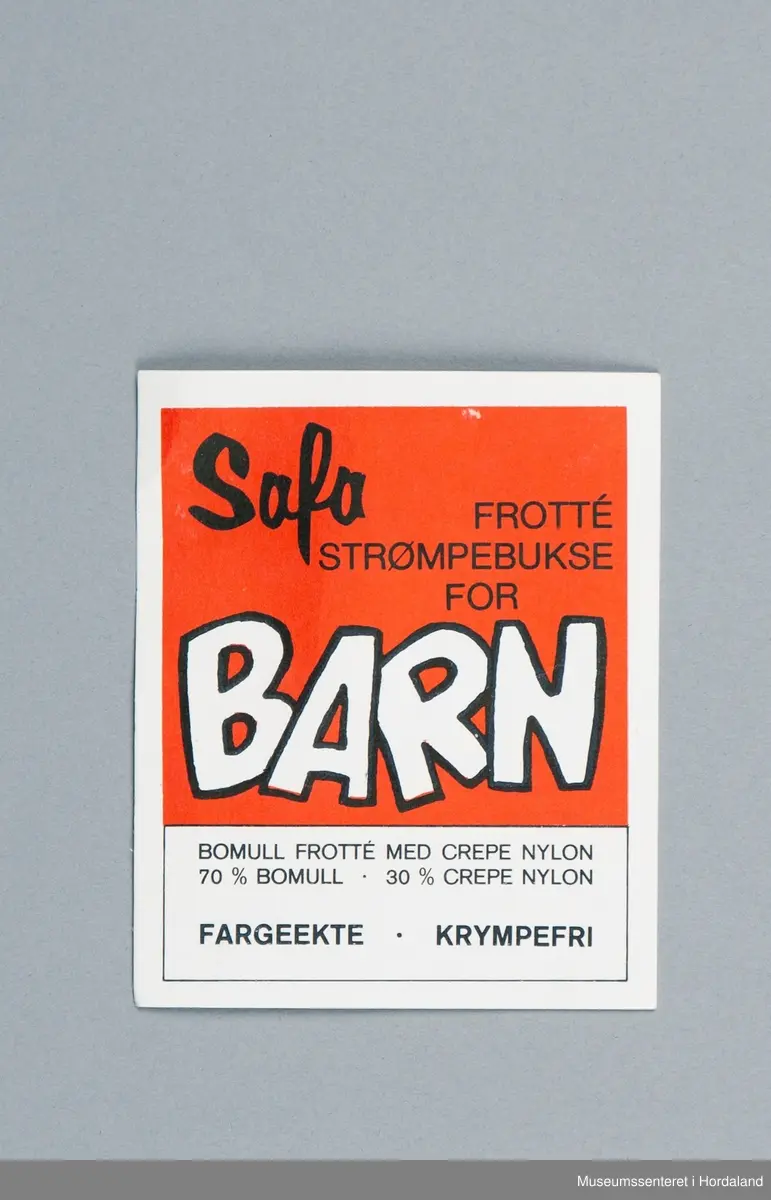 Safa
FROTTÉ
STRØMPEBUKSE
FOR
BARN
BOMULL FROTTÉ MED CREPE NYLON
70 % BOMULL · 30 % CREPE NYLON
FARGEEKTE · KRYMPEFRI
Museumssenteret i Hordaland